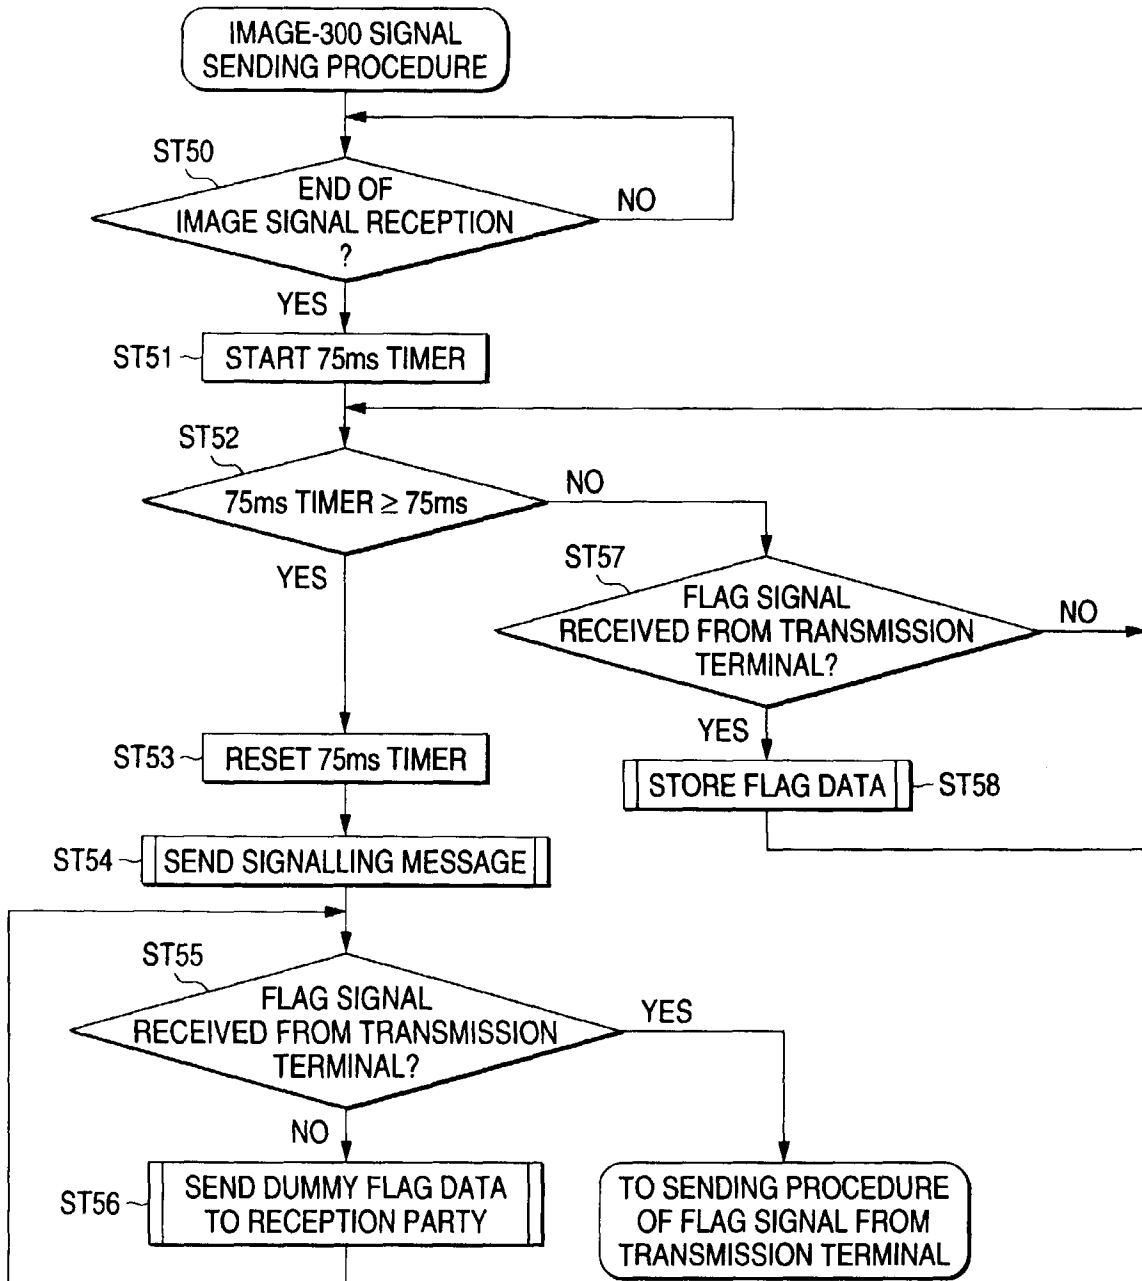 IMAGE-300 SIGNAL
SENDING PROCEDURE
ST50
END OF
IMAGE SIGNAL RECEPTION
?
NO
YES
ST51
START 75ms TIMER
ST52
75ms TIMER ≥ 75ms
NO
YES
ST57
FLAG SIGNAL
RECEIVED FROM TRANSMISSION
TERMINAL?
NO
YES
ST53
RESET 75ms TIMER
STORE FLAG DATA
ST58
ST54
SEND SIGNALLING MESSAGE
ST55
FLAG SIGNAL
RECEIVED FROM TRANSMISSION
TERMINAL?
YES
NO
ST56
SEND DUMMY FLAG DATA
TO RECEPTION PARTY
TO SENDING PROCEDURE
OF FLAG SIGNAL FROM
TRANSMISSION TERMINAL